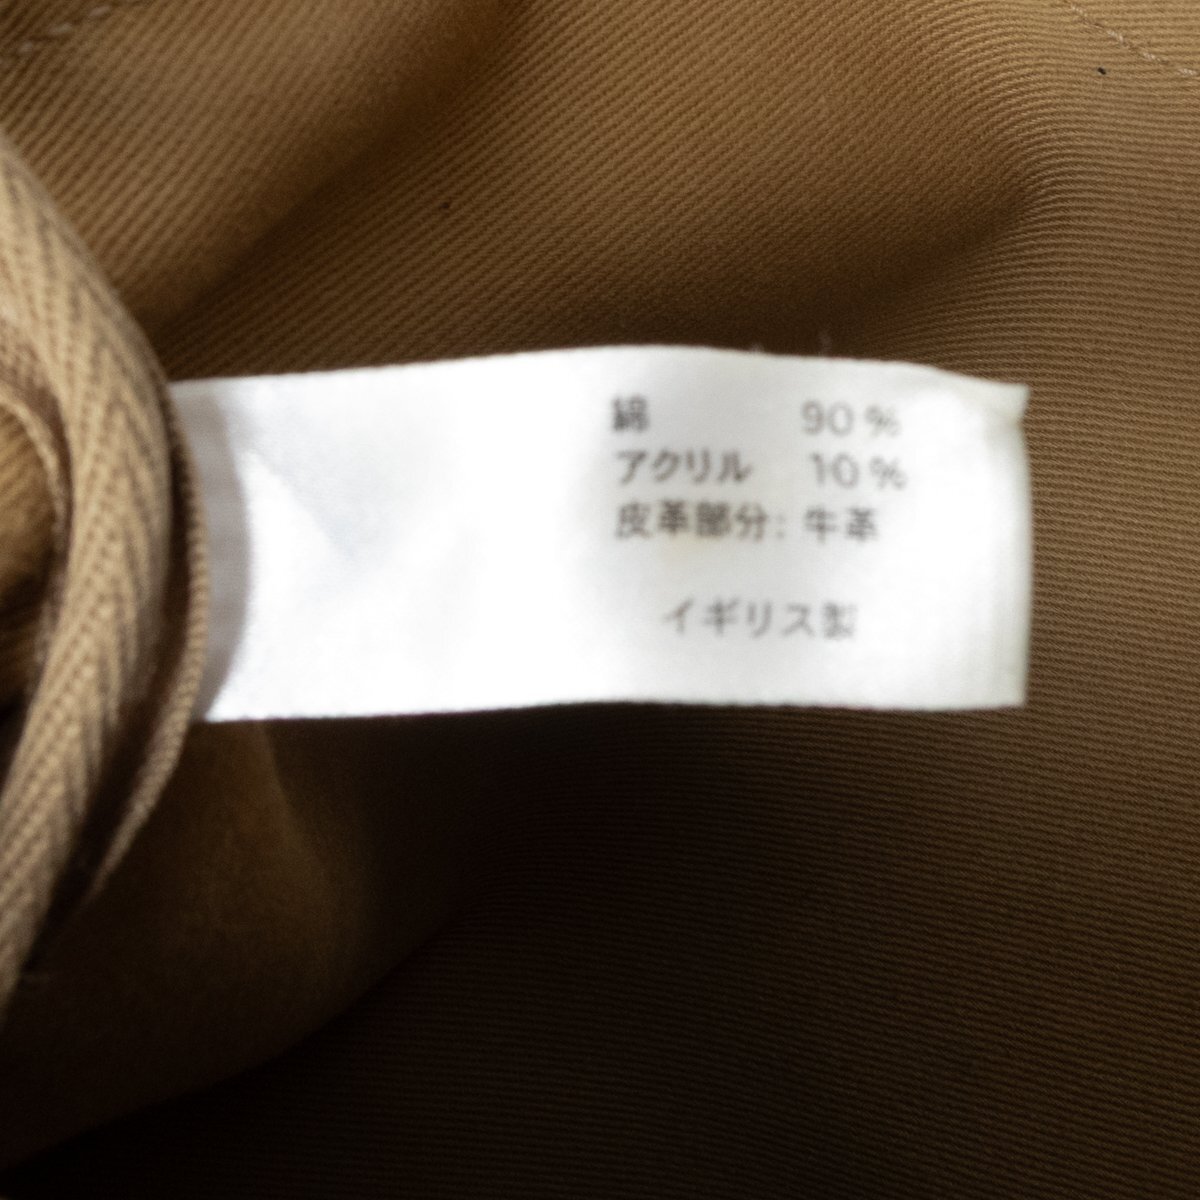 綿 90%
アクリル 10%
皮革部分: 牛革
イギリス製